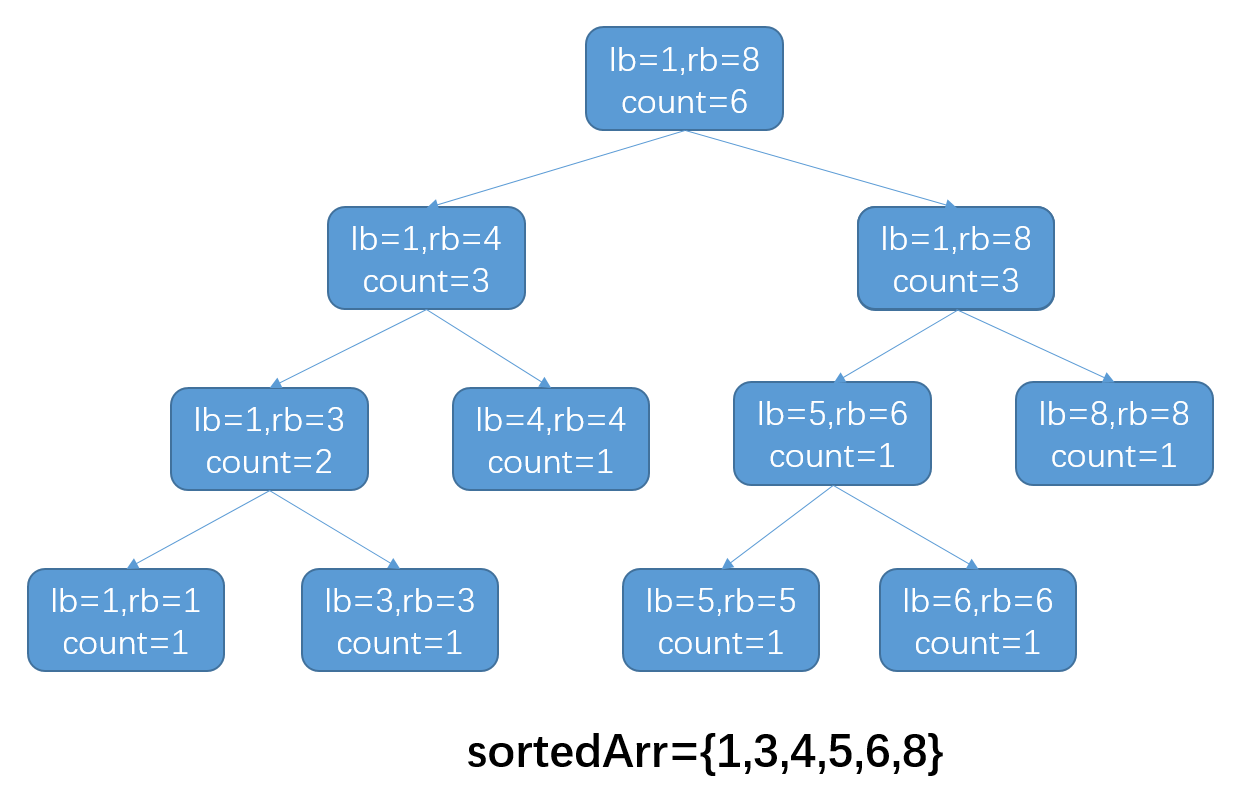 lb=1,rb=8
count=6
lb=1,rb=4
count=3
lb=1,rb=8
count=3
lb=1,rb=3
count=2
lb=4,rb=4
count=1
lb=5,rb=6
count=1
lb=8,rb=8
count=1
lb=1,rb=1
count=1
lb=3,rb=3
count=1
lb=5,rb=5
count=1
lb=6,rb=6
count=1
sortedArr={1,3,4,5,6,8}